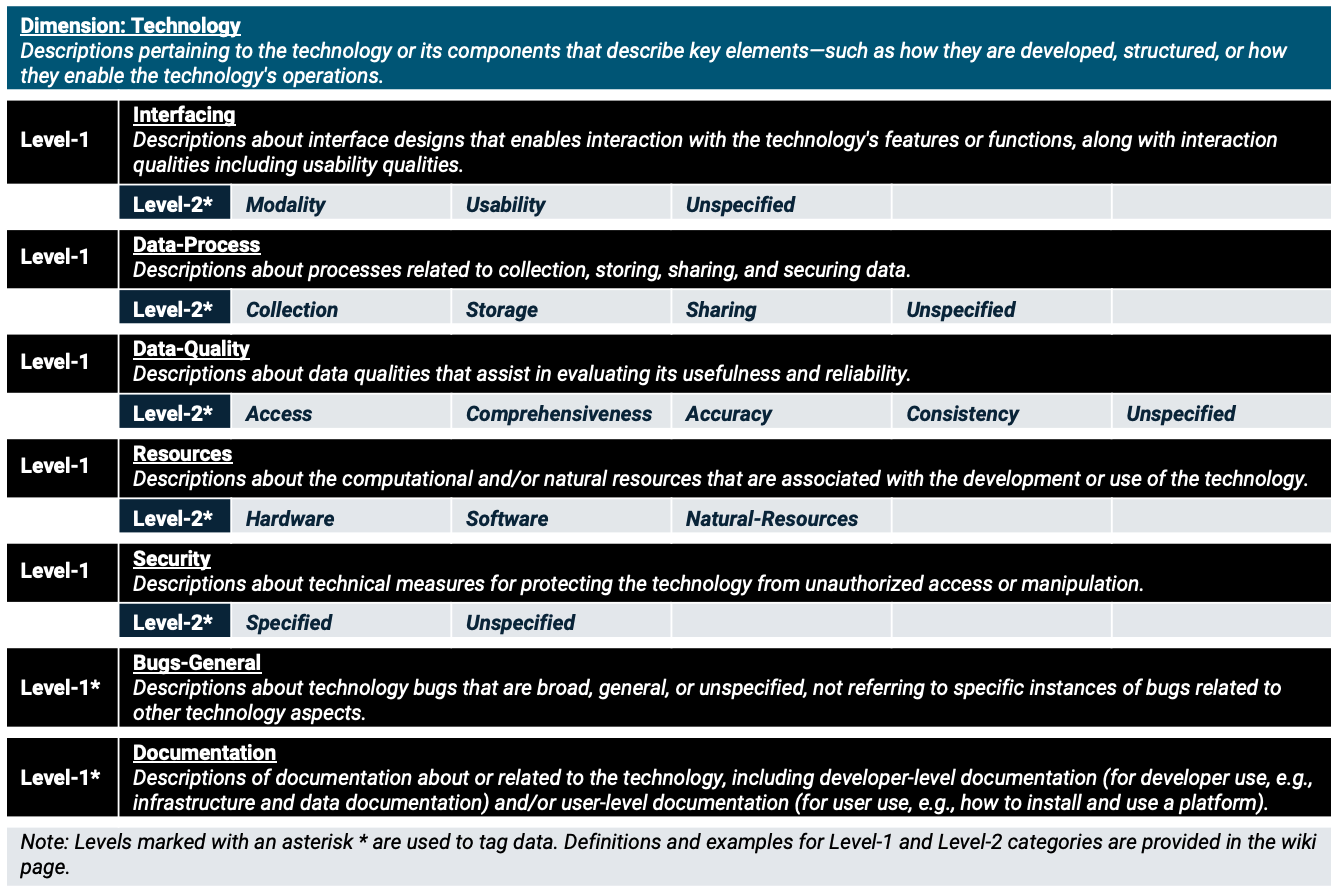 Dimension: Technology
Descriptions pertaining to the technology or its components that describe key elements—such as how they are developed, structured, or how
they enable the technology's operations.
Level-1
Interfacing
Descriptions about interface designs that enables interaction with the technology's features or functions, along with interaction
qualities including usability qualities.
Level-2* Modality Usability Unspecified
Level-1
Data-Process
Descriptions about processes related to collection, storing, sharing, and securing data.
Level-2* Collection Storage Sharing Unspecified
Level-1
Data-Quality
Descriptions about data qualities that assist in evaluating its usefulness and reliability.
Level-2* Access Comprehensiveness Accuracy Consistency Unspecified
Level-1
Resources
Descriptions about the computational and/or natural resources that are associated with the development or use of the technology.
Level-2* Hardware Software Natural-Resources
Level-1
Security
Descriptions about technical measures for protecting the technology from unauthorized access or manipulation.
Level-2* Specified Unspecified
Level-1*
Bugs-General
Descriptions about technology bugs that are broad, general, or unspecified, not referring to specific instances of bugs related to
other technology aspects.
Level-1*
Documentation
Descriptions of documentation about or related to the technology, including developer-level documentation (for developer use, e.g.,
infrastructure and data documentation) and/or user-level documentation (for user use, e.g., how to install and use a platform).
Note: Levels marked with an asterisk * are used to tag data. Definitions and examples for Level-1 and Level-2 categories are provided in the wiki
page.